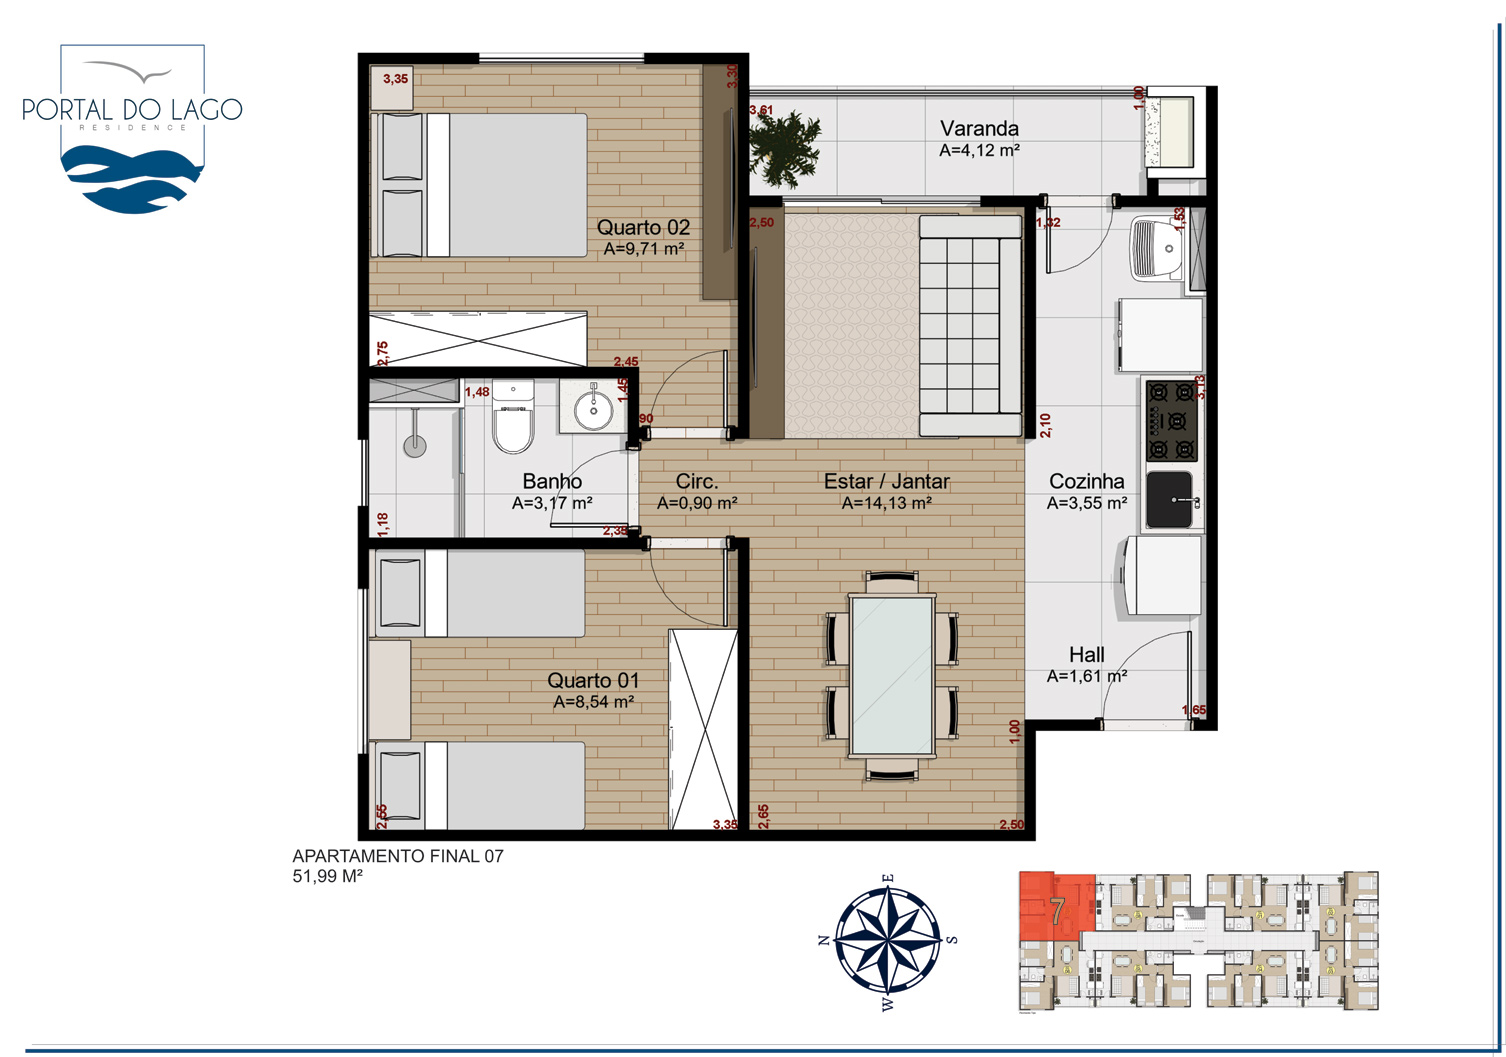 PORTAL DO LAGO
RESIDENCE
3,35
3,30
Quarto 02
A=9,71 m²
2,75
2,45
3,61
1,00
Varanda
A=4,12 m²
2,50
1,32
1,53
1,48
1,45
90
2,10
3,13
Banho
A=3,17 m²
Circ.
A=0,90 m²
Estar / Jantar
A=14,13 m²
Cozinha
A=3,55 m²
1,18
2,35
Hall
A=1,61 m²
1,65
Quarto 01
A=8,54 m²
1,00
2,55
3,35
2,65
2,50
APARTAMENTO FINAL 07
51,99 M²
E
N
S
W
7